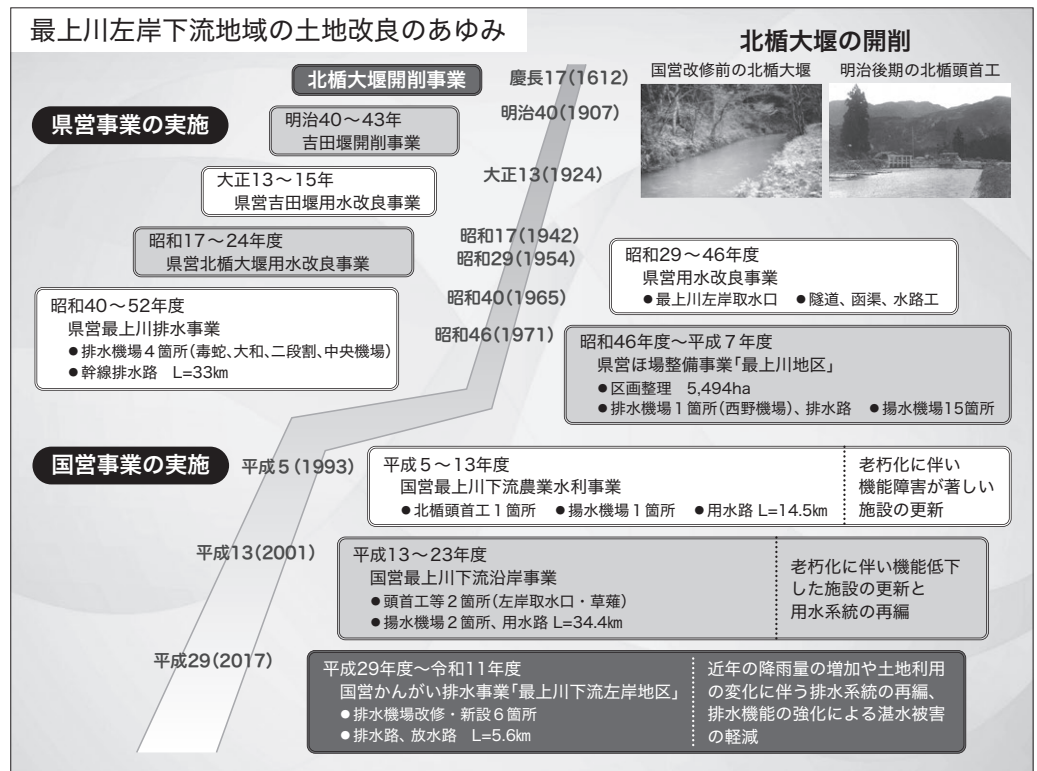 最上川左岸下流地域の土地改良のあゆみ
北楯大堰の開削
国営改修前の北楯大堰
明治後期の北楯頭首工
北楯大堰開削事業
慶長17(1612)
県営事業の実施
明治40(1907)
明治40～43年
吉田堰開削事業
大正13(1924)
大正13～15年
県営吉田堰用水改良事業
昭和17(1942)
昭和17～24年度
県営北楯大堰用水改良事業
昭和29(1954)
昭和29～46年度
県営用水改良事業
●最上川左岸取水口　●隧道、函渠、水路工
昭和40(1965)
昭和40～52年度
県営最上川排水事業
●排水機場４箇所(毒蛇、大和、二段割、中央機場)
●幹線排水路　L=33㎞
昭和46(1971)
昭和46年度～平成７年度
県営ほ場整備事業「最上川地区」
●区画整理　5,494ha
●排水機場１箇所(西野機場)、排水路　●揚水機場15箇所
国営事業の実施
平成５(1993)
平成５～13年度
国営最上川下流農業水利事業
●北楯頭首工１箇所　●揚水機場１箇所　●用水路 L=14.5㎞
老朽化に伴い
機能障害が著しい
施設の更新
平成13(2001)
平成13～23年度
国営最上川下流沿岸事業
●頭首工等２箇所(左岸取水口・草薙)
●揚水機場２箇所、用水路 L=34.4㎞
老朽化に伴い機能低下
した施設の更新と
用水系統の再編
平成29(2017)
平成29年度～令和11年度
国営かんがい排水事業「最上川下流左岸地区」
●排水機場改修・新設６箇所
●排水路、放水路　L=5.6㎞
近年の降雨量の増加や土地利用
の変化に伴う排水系統の再編、
排水機能の強化による湛水被害
の軽減